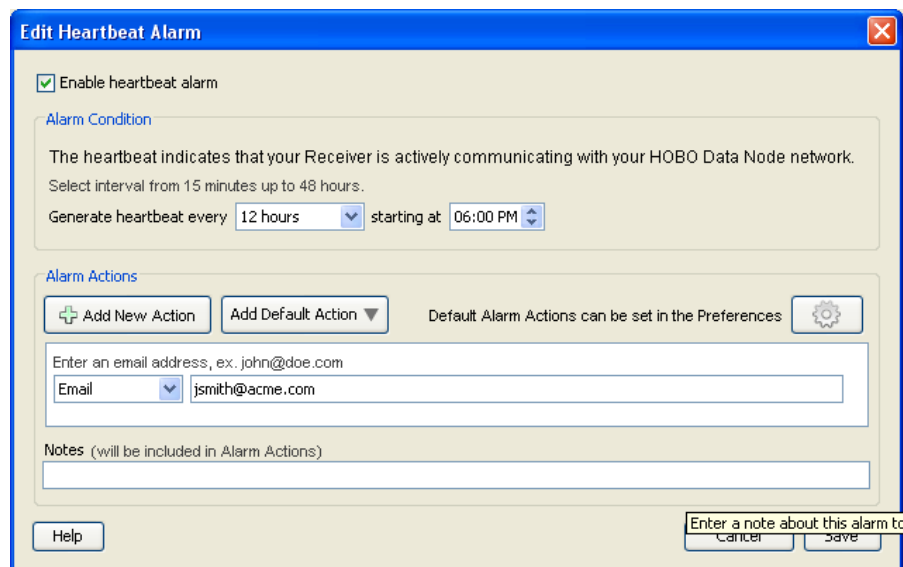 Edit Heartbeat Alarm
Enable heartbeat alarm
Alarm Condition
The heartbeat indicates that your Receiver is actively communicating with your HOBO Data Node network.
Select interval from 15 minutes up to 48 hours.
Generate heartbeat every 12 hours starting at 06:00 PM
Alarm Actions
Add New Action Add Default Action Default Alarm Actions can be set in the Preferences
Enter an email address, ex. john@doe.com
Email jsmith@acme.com
Notes (will be included in Alarm Actions)
Enter a note about this alarm to
Help Cancel Save